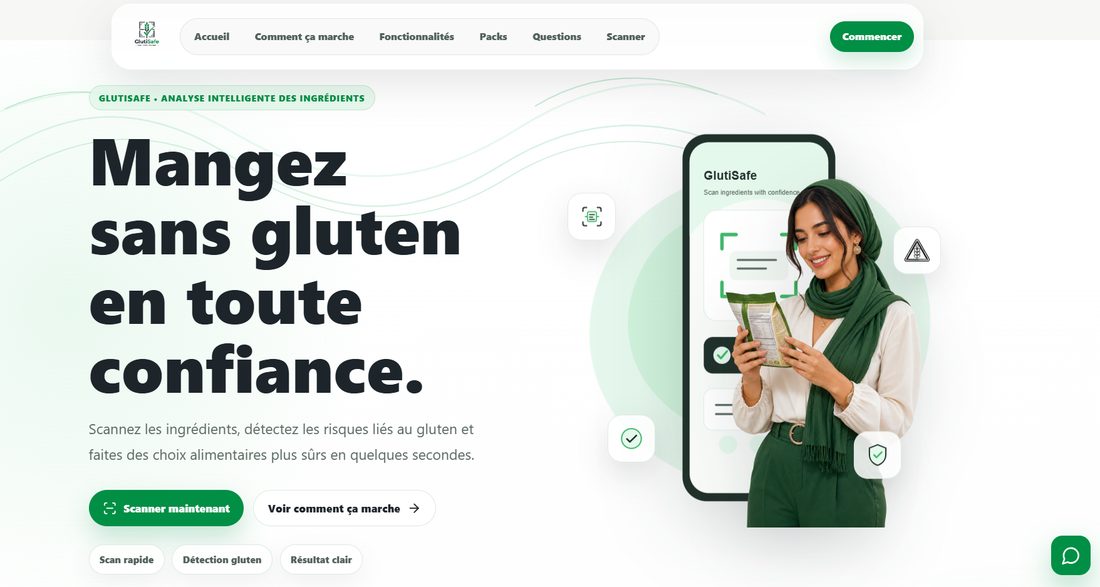 GlutiSafe
Accueil
Comment ça marche
Fonctionnalités
Packs
Questions
Scanner
Commencer
GLUTISAFE • ANALYSE INTELLIGENTE DES INGRÉDIENTS
Mangez
sans gluten
en toute
confiance.
Scannez les ingrédients, détectez les risques liés au gluten et
faites des choix alimentaires plus sûrs en quelques secondes.
Scanner maintenant
Voir comment ça marche
Scan rapide
Détection gluten
Résultat clair
GlutiSafe
Scan ingredients with confidence